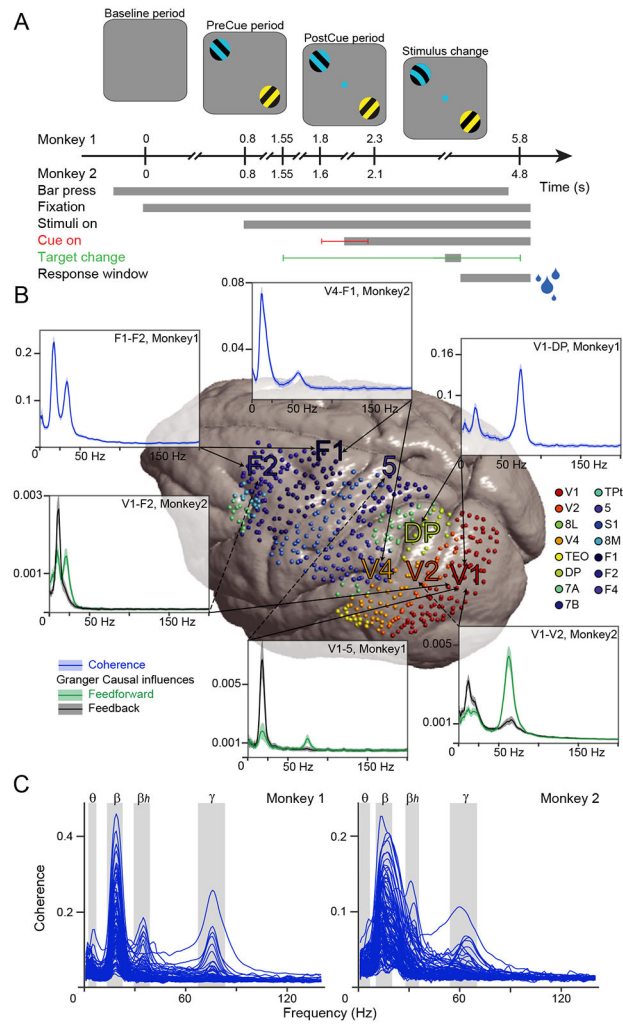 A
Baseline period
PreCue period
PostCue period
Stimulus change
Monkey 1
0 0.8 1.55 1.8 2.3 5.8
Monkey 2
0 0.8 1.55 1.6 2.1 4.8
Time (s)
Bar press
Fixation
Stimuli on
Cue on
Target change
Response window
B
V4-F1, Monkey2
0.08
0.04
0 50 Hz 150 Hz
F1-F2, Monkey1
0.2
0.1
0 50 Hz 150 Hz
V1-DP, Monkey1
0.16
0.1
0 50 Hz 150 Hz
V1-F2, Monkey2
0.003
0.001
0 50 Hz 150 Hz
F2
F1
5
DP
V4
V2
V1
V1 TPt
V2 5
8L S1
V4 8M
TEO F1
DP F2
7A F4
7B
V1-5, Monkey1
0.005
0.001
0 50 Hz 150 Hz
V1-V2, Monkey2
0.005
0.001
0 50 Hz 150 Hz
Coherence
Granger Causal influences
Feedforward
Feedback
C
θ β βh γ Monkey 1
0.4
0.2
0 60 120
θ β βh γ Monkey 2
0.2
0.1
0 60 120
Coherence
Frequency (Hz)